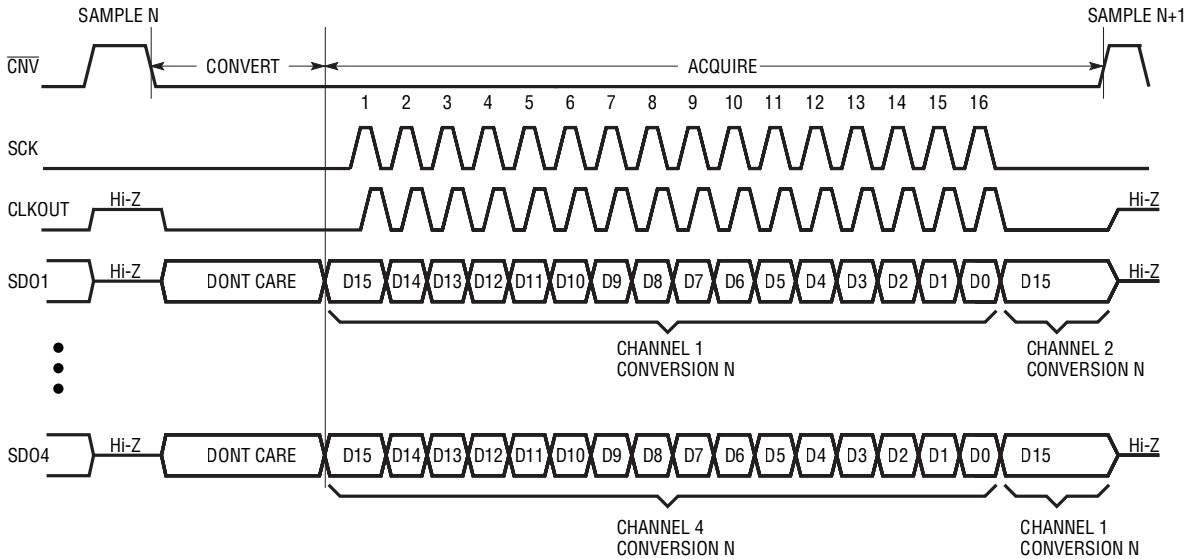 SAMPLE N
SAMPLE N+1
CNV
CONVERT
ACQUIRE
1 2 3 4 5 6 7 8 9 10 11 12 13 14 15 16
SCK
CLKOUT
Hi-Z
Hi-Z
SDO1
Hi-Z
DONT CARE
D15 D14 D13 D12 D11 D10 D9 D8 D7 D6 D5 D4 D3 D2 D1 D0
D15
Hi-Z
CHANNEL 1
CONVERSION N
CHANNEL 2
CONVERSION N
SDO4
Hi-Z
DONT CARE
D15 D14 D13 D12 D11 D10 D9 D8 D7 D6 D5 D4 D3 D2 D1 D0
D15
Hi-Z
CHANNEL 4
CONVERSION N
CHANNEL 1
CONVERSION N